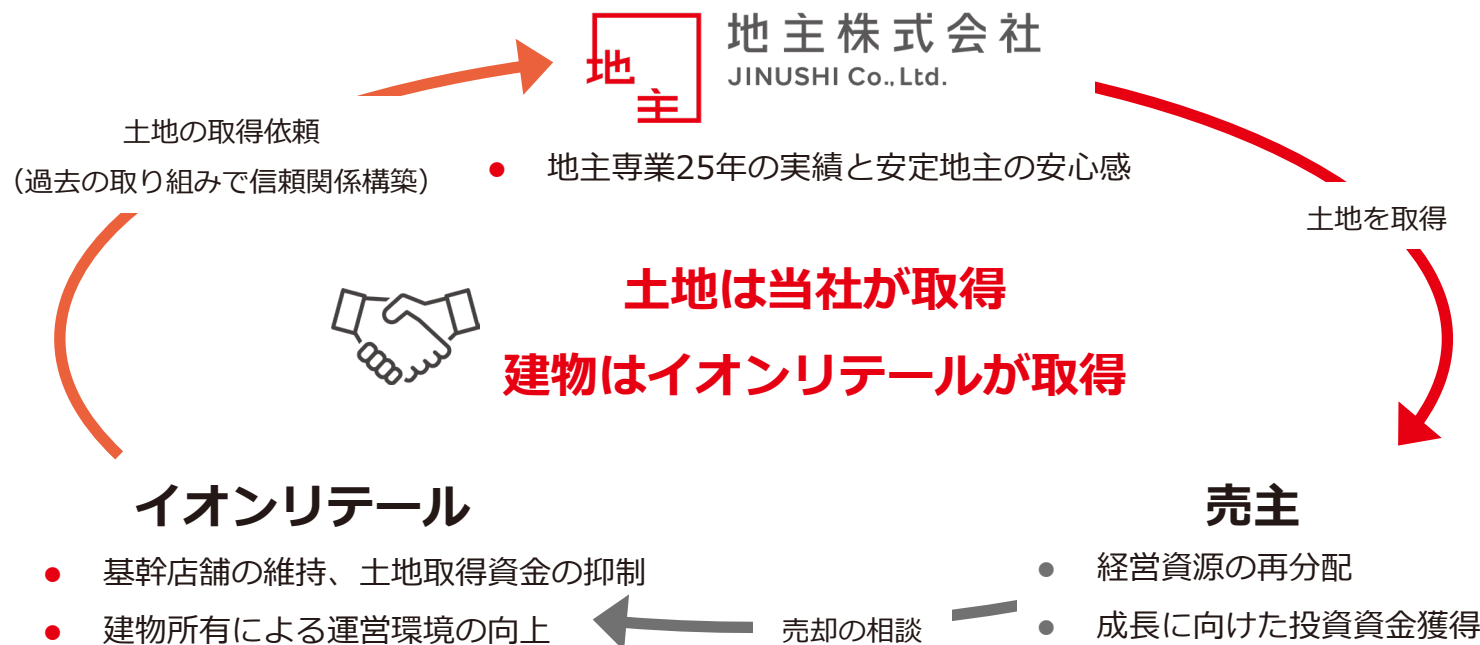 地主
地主株式会社
JINUSHI Co.,Ltd.
土地の取得依頼
（過去の取り組みで信頼関係構築）
● 地主専業25年の実績と安定地主の安心感
土地を取得
土地は当社が取得
建物はイオンリテールが取得
イオンリテール
● 基幹店舗の維持、土地取得資金の抑制
● 建物所有による運営環境の向上
売却の相談
売主
● 経営資源の再分配
● 成長に向けた投資資金獲得